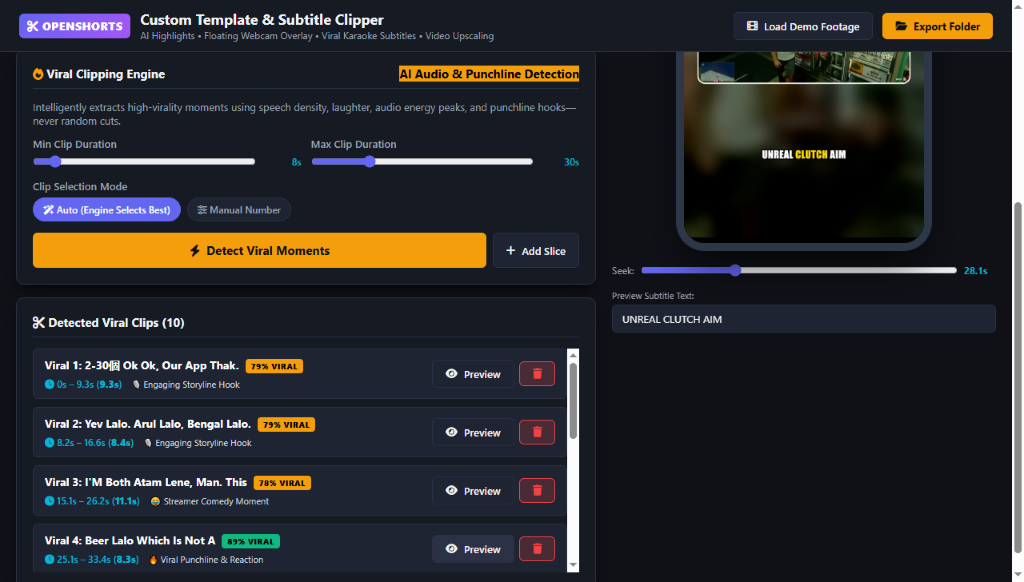 OPENSHORTS
Custom Template & Subtitle Clipper
AI Highlights • Floating Webcam Overlay • Viral Karaoke Subtitles • Video Upscaling
Load Demo Footage
Export Folder
Viral Clipping Engine
AI Audio & Punchline Detection
Intelligently extracts high-virality moments using speech density, laughter, audio energy peaks, and punchline hooks—
never random cuts.
Min Clip Duration
8s
Max Clip Duration
30s
Clip Selection Mode
Auto (Engine Selects Best)
Manual Number
Detect Viral Moments
+ Add Slice
Detected Viral Clips (10)
Viral 1: 2-30個 Ok Ok, Our App Thak.
79% VIRAL
0s – 9.3s (9.3s)
Engaging Storyline Hook
Preview
Viral 2: Yev Lalo. Arul Lalo, Bengal Lalo.
79% VIRAL
8.2s – 16.6s (8.4s)
Engaging Storyline Hook
Preview
Viral 3: I'M Both Atam Lene, Man. This
78% VIRAL
15.1s – 26.2s (11.1s)
Streamer Comedy Moment
Preview
Viral 4: Beer Lalo Which Is Not A
89% VIRAL
25.1s – 33.4s (8.3s)
Viral Punchline & Reaction
Preview
UNREAL CLUTCH AIM
Seek:
28.1s
Preview Subtitle Text:
UNREAL CLUTCH AIM